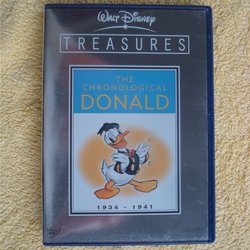 WALT DISNEY
TREASURES
THE
CHRONOLOGICAL
DONALD
1934 • 1941